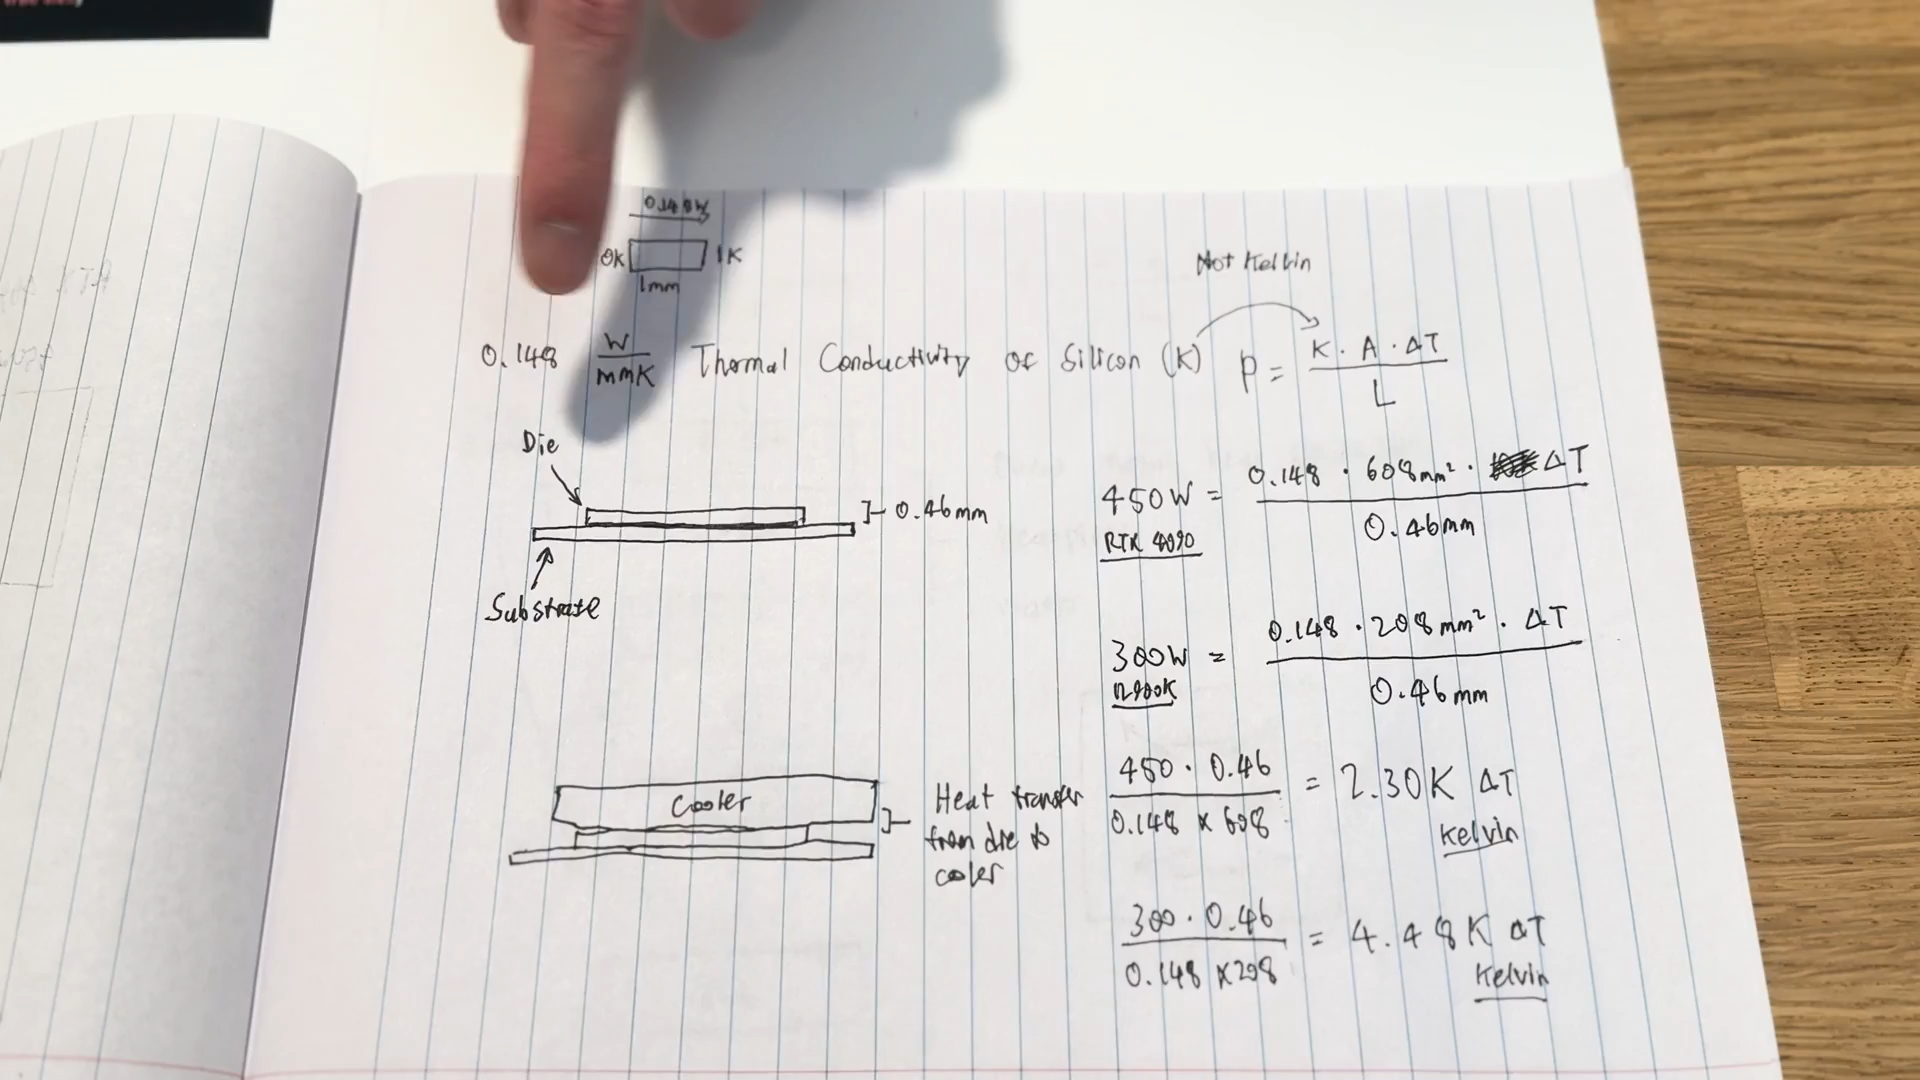 0.148W
0K
1K
1mm
Not Kelvin
0.148 W/mmK Thermal Conductivity of Silicon (K)
P = K · A · ΔT / L
Die
0.46mm
Substrate
450W = 0.148 · 608mm² · ΔT / 0.46mm
RTX 4090
300W = 0.148 · 208mm² · ΔT / 0.46mm
12900K
Cooler
Heat transfer
from die to
cooler
450 · 0.46 / 0.148 x 608 = 2.30K ΔT
Kelvin
300 · 0.46 / 0.148 x 208 = 4.48K ΔT
Kelvin